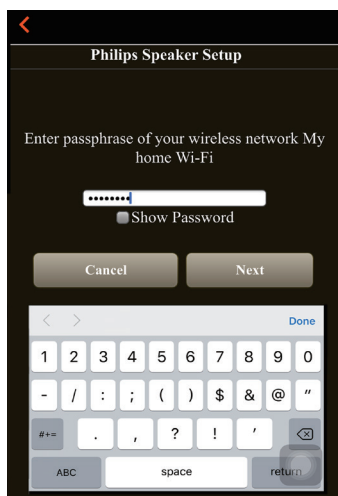 Philips Speaker Setup
Enter passphrase of your wireless network My
home Wi-Fi
••••••••
Show Password
Cancel Next
Done
1 2 3 4 5 6 7 8 9 0
- / : ; ( ) $ & @ "
#+= . , ? ! '
ABC space return